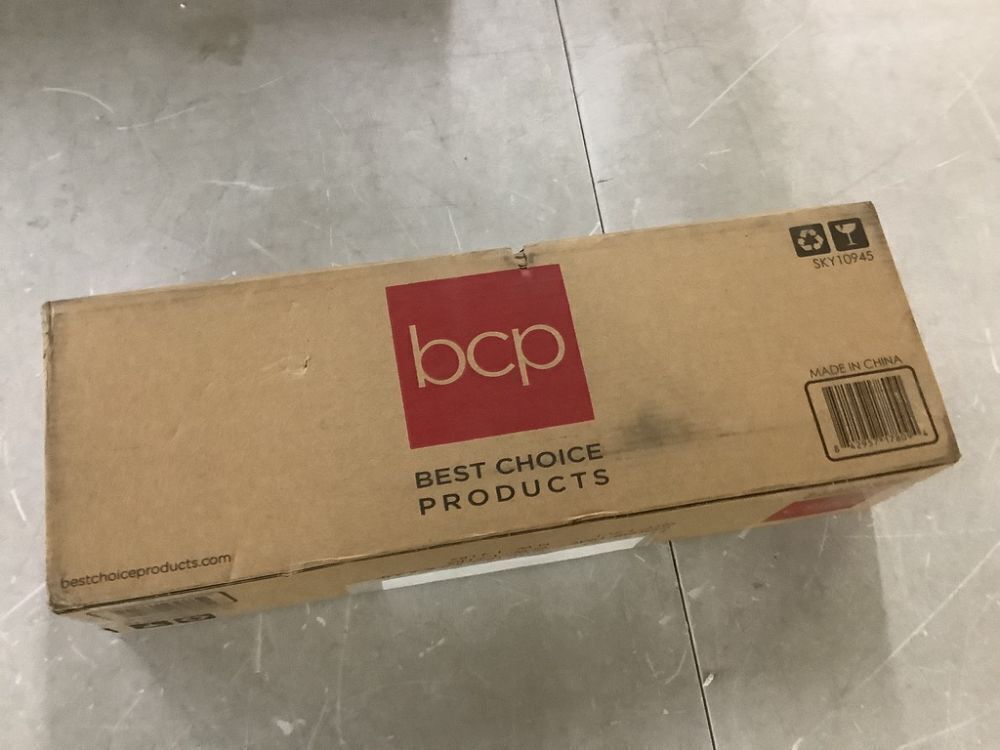 SKY10945
bcp
MADE IN CHINA
BEST CHOICE
PRODUCTS
bestchoiceproducts.com